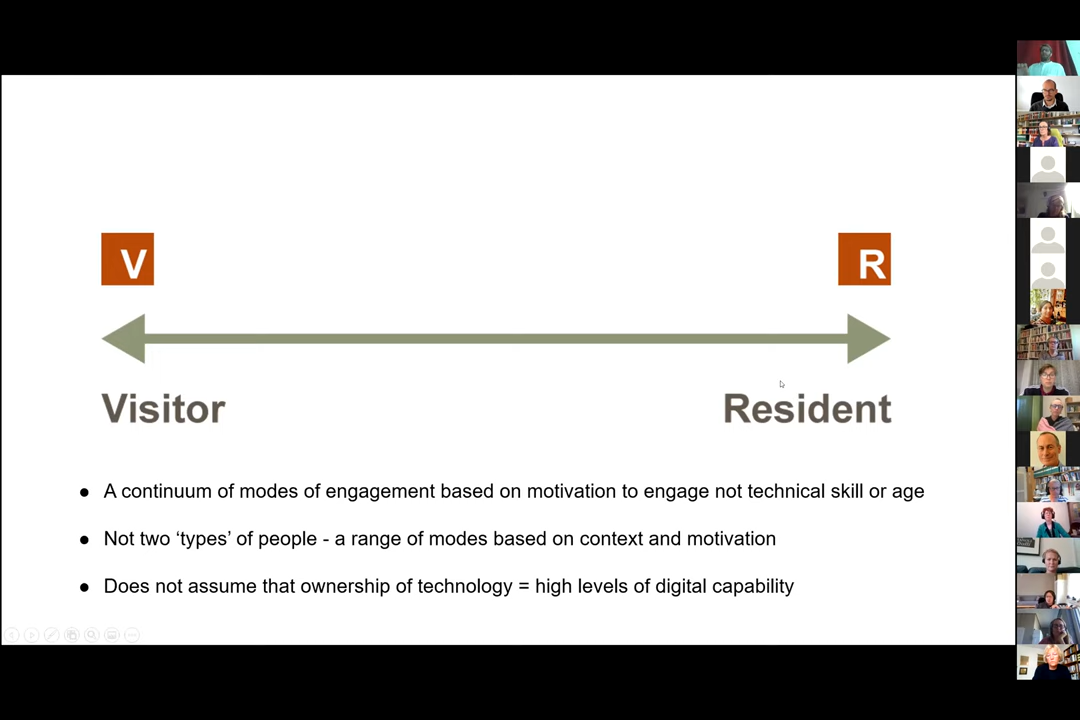 V
R
Visitor
Resident
● A continuum of modes of engagement based on motivation to engage not technical skill or age
● Not two ‘types’ of people - a range of modes based on context and motivation
● Does not assume that ownership of technology = high levels of digital capability